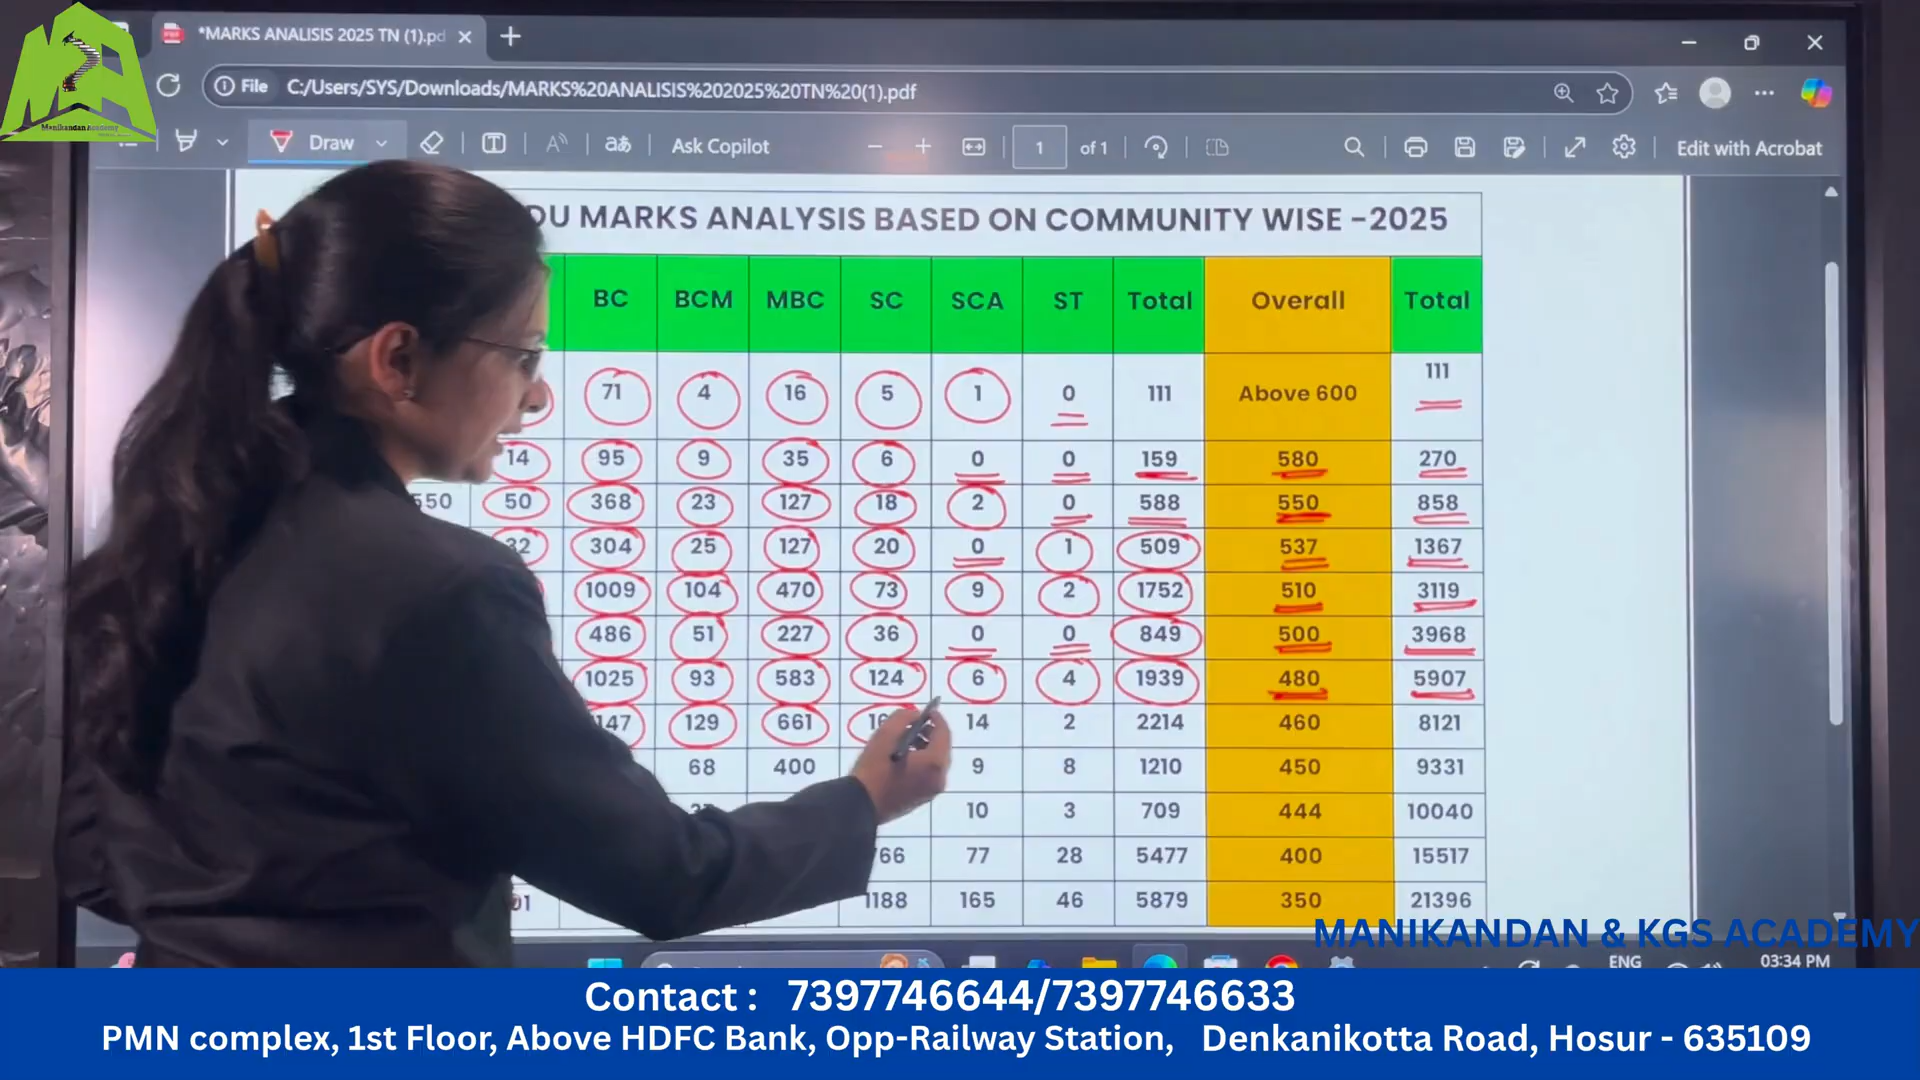 *MARKS ANALISIS 2025 TN (1).pd
File C:/Users/SYS/Downloads/MARKS%20ANALISIS%202025%20TN%20(1).pdf
Manikandan Academy
Draw Ask Copilot 1 of 1 Edit with Acrobat
DU MARKS ANALYSIS BASED ON COMMUNITY WISE -2025
BC BCM MBC SC SCA ST Total Overall Total
71 4 16 5 1 0 111 Above 600 111
14 95 9 35 6 0 0 159 580 270
550 50 368 23 127 18 2 0 588 550 858
32 304 25 127 20 0 1 509 537 1367
1009 104 470 73 9 2 1752 510 3119
486 51 227 36 0 0 849 500 3968
1025 93 583 124 6 4 1939 480 5907
129 661 14 2 2214 460 8121
68 400 9 8 1210 450 9331
10 3 709 444 10040
77 28 5477 400 15517
1188 165 46 5879 350 21396
MANIKANDAN & KGS ACADEMY
ENG 03:34 PM
Contact : 7397746644/7397746633
PMN complex, 1st Floor, Above HDFC Bank, Opp-Railway Station, Denkanikotta Road, Hosur - 635109